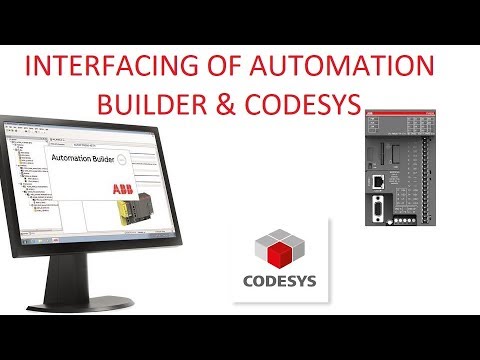 INTERFACING OF AUTOMATION
BUILDER & CODESYS
Automation Builder
ABB
CODESYS